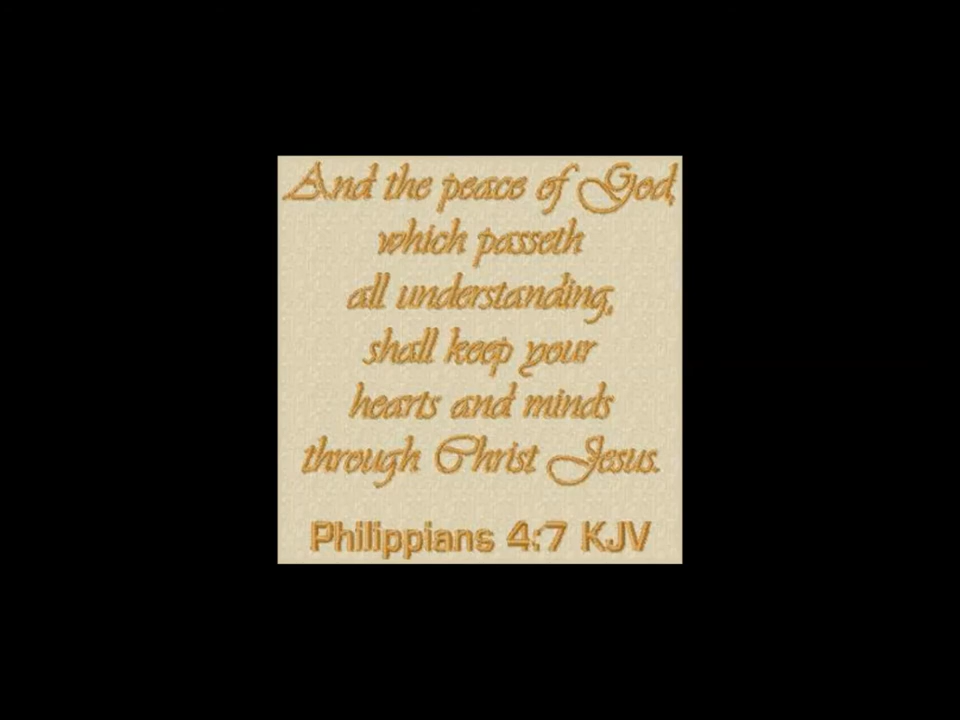 And the peace of God,
which passeth
all understanding,
shall keep your
hearts and minds
through Christ Jesus.
Philippians 4:7 KJV